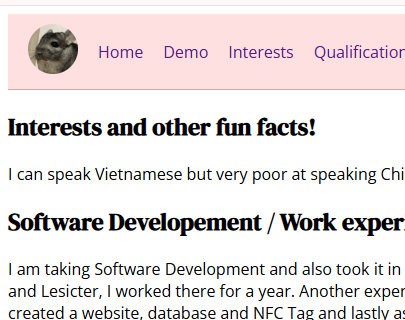 Home Demo Interests Qualification
Interests and other fun facts!
I can speak Vietnamese but very poor at speaking Chi
Software Developement / Work exper
I am taking Software Development and also took it in
and Lesicter, I worked there for a year. Another exper
created a website, database and NFC Tag and lastly as